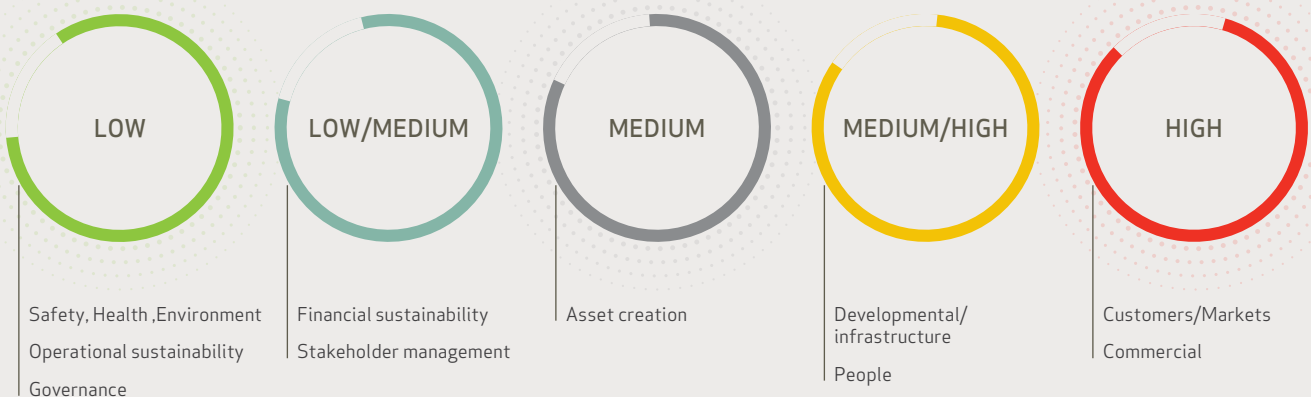 LOW
LOW/MEDIUM
MEDIUM
MEDIUM/HIGH
HIGH
Safety, Health ,Environment
Operational sustainability
Governance
Financial sustainability
Stakeholder management
Asset creation
Developmental/
infrastructure
People
Customers/Markets
Commercial